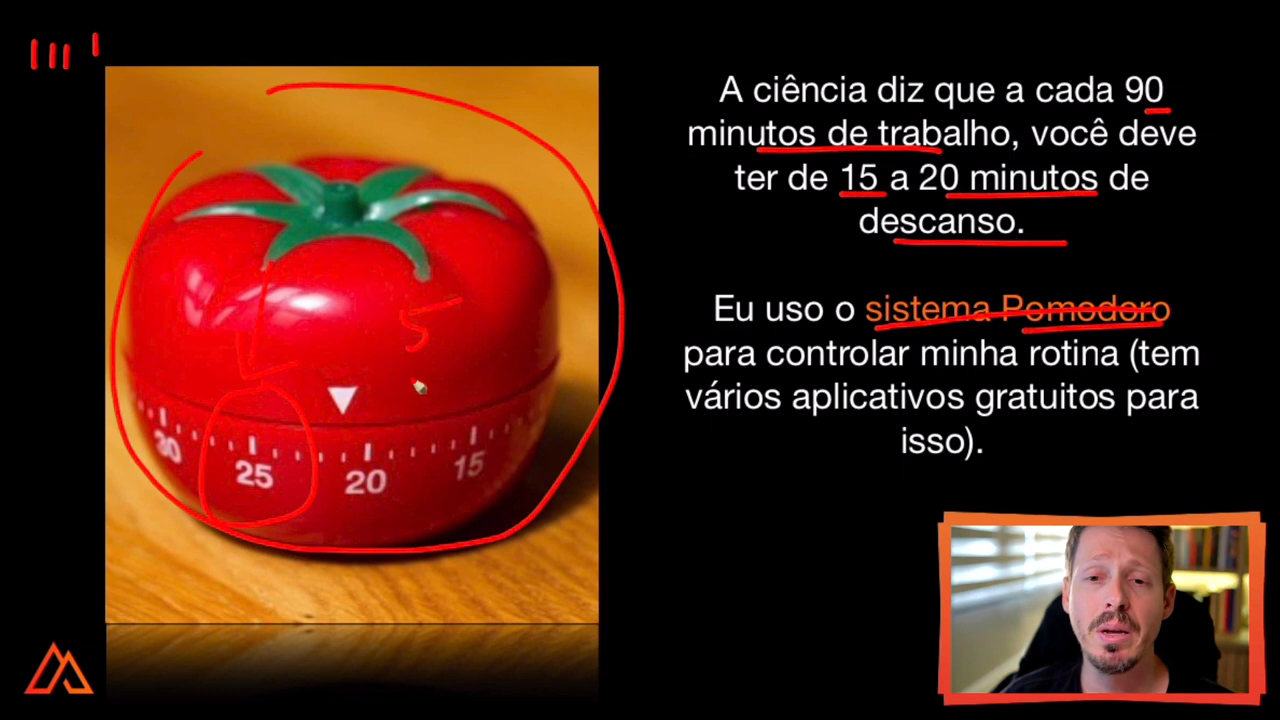 A ciência diz que a cada 90
minutos de trabalho, você deve
ter de 15 a 20 minutos de
descanso.
Eu uso o sistema Pomodoro
para controlar minha rotina (tem
vários aplicativos gratuitos para
isso).
5
30 25 20 15